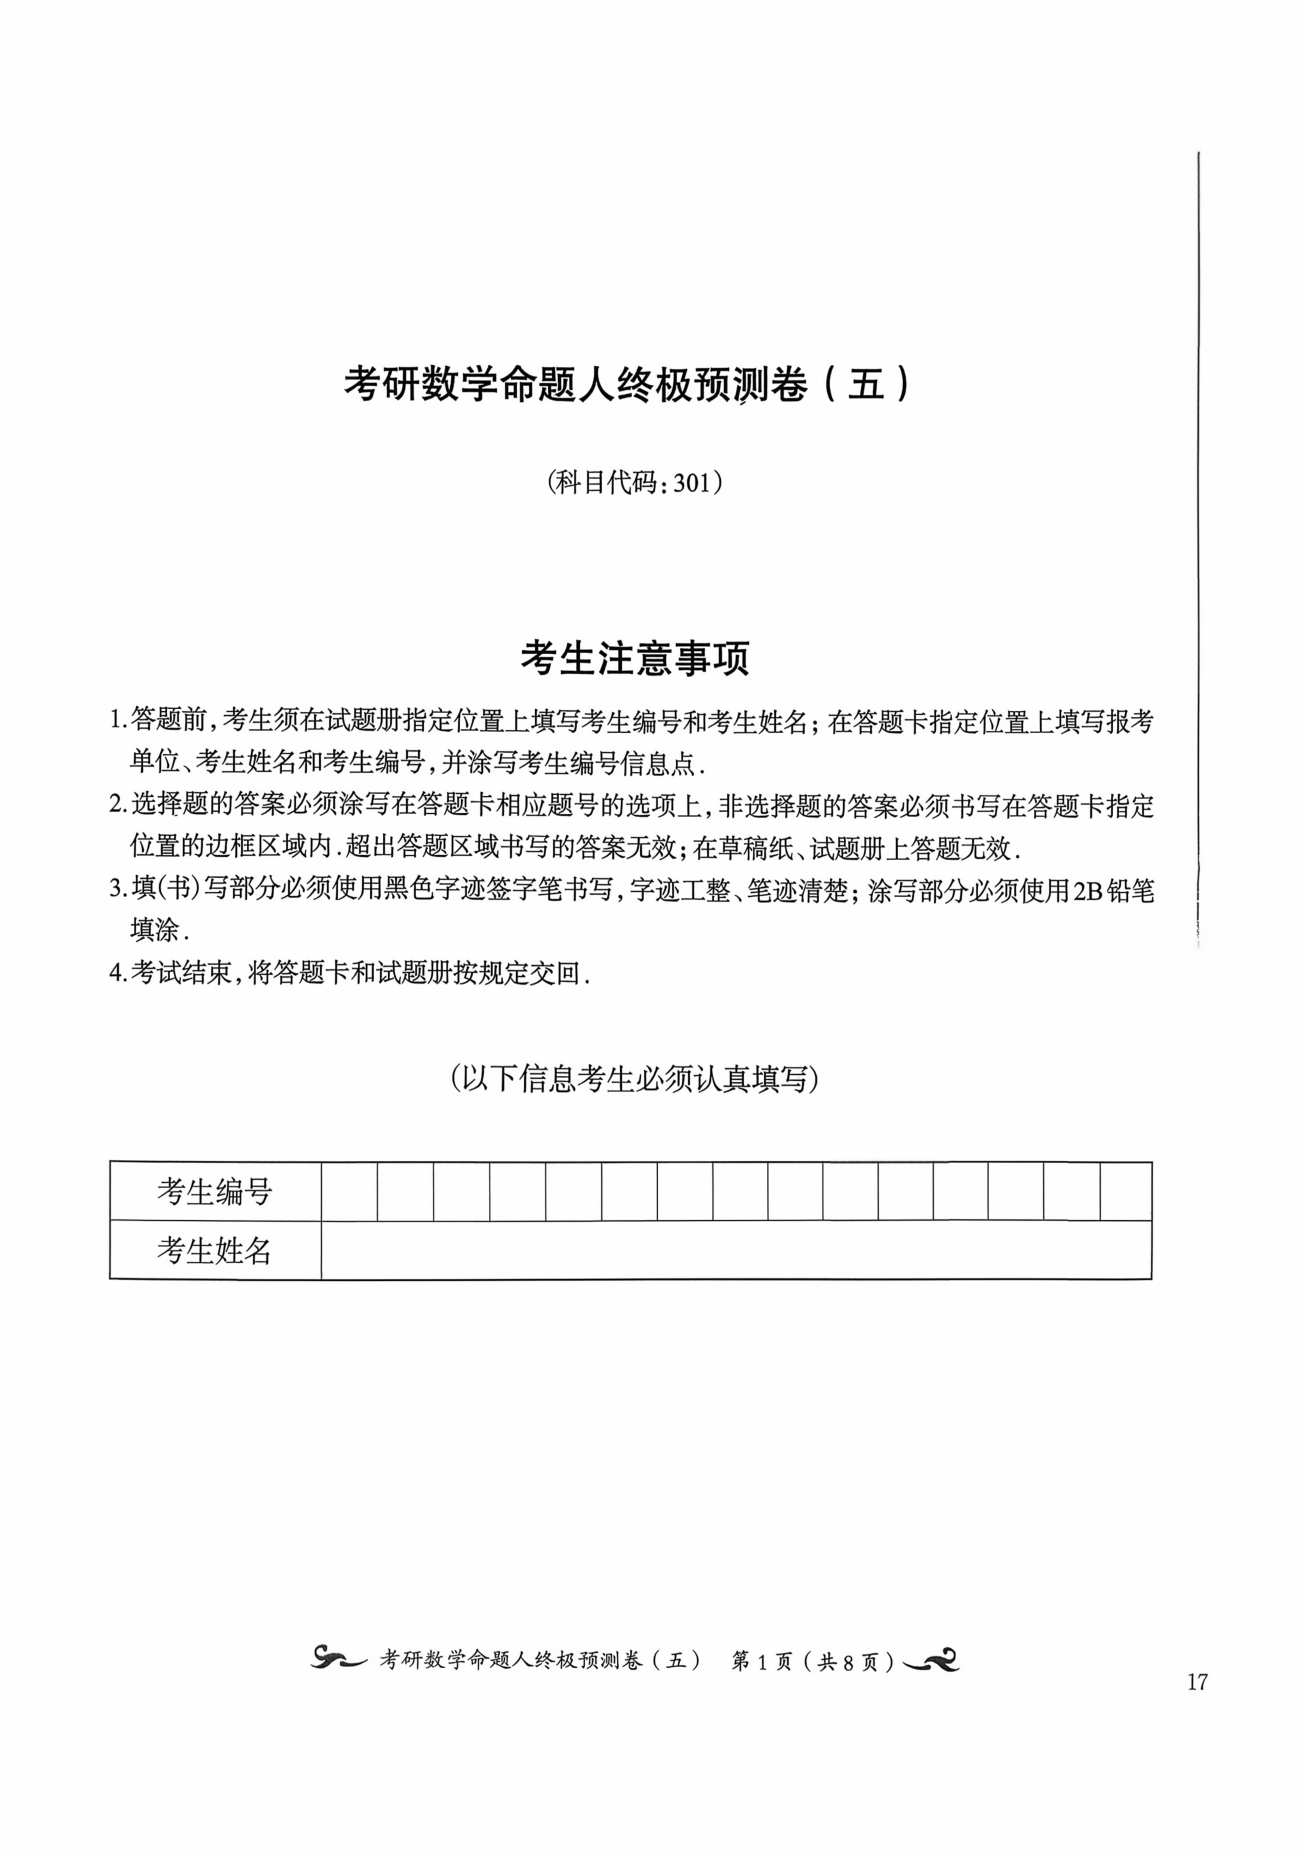 考研数学命题人终极预测卷(五)
(科目代码:301)
考生注意事项
1.答题前,考生须在试题册指定位置上填写考生编号和考生姓名;在答题卡指定位置上填写报考
单位、考生姓名和考生编号,并涂写考生编号信息点.
2.选择题的答案必须涂写在答题卡相应题号的选项上,非选择题的答案必须书写在答题卡指定
位置的边框区域内.超出答题区域书写的答案无效;在草稿纸、试题册上答题无效.
3.填(书)写部分必须使用黑色字迹签字笔书写,字迹工整、笔迹清楚;涂写部分必须使用2B铅笔
填涂.
4.考试结束,将答题卡和试题册按规定交回.
(以下信息考生必须认真填写)
考生编号
考生姓名
考研数学命题人终极预测卷(五) 第1页(共8页)
17